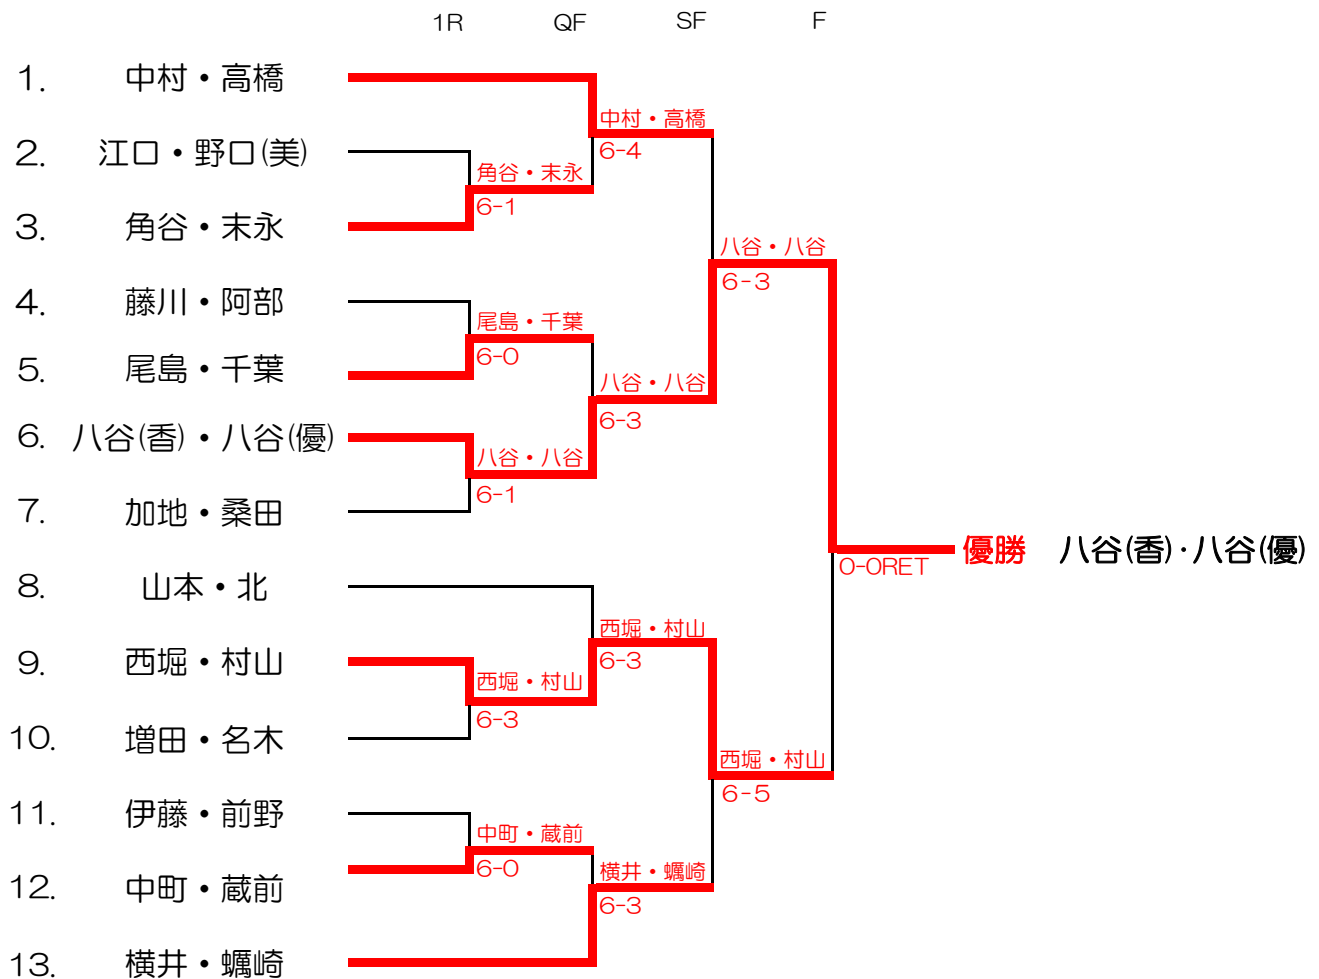 1R QF SF F
1. 中村・高橋
中村・高橋
6-4
2. 江口・野口(美)
角谷・末永
6-1
3. 角谷・末永
八谷・八谷
6-3
4. 藤川・阿部
尾島・千葉
6-0
5. 尾島・千葉
八谷・八谷
6-3
6. 八谷(香)・八谷(優)
八谷・八谷
6-1
7. 加地・桑田
優勝 八谷(香)・八谷(優)
0-0RET
8. 山本・北
西堀・村山
6-3
9. 西堀・村山
西堀・村山
6-3
10. 増田・名木
西堀・村山
6-5
11. 伊藤・前野
中町・蔵前
6-0
12. 中町・蔵前
横井・蠣崎
6-3
13. 横井・蠣崎